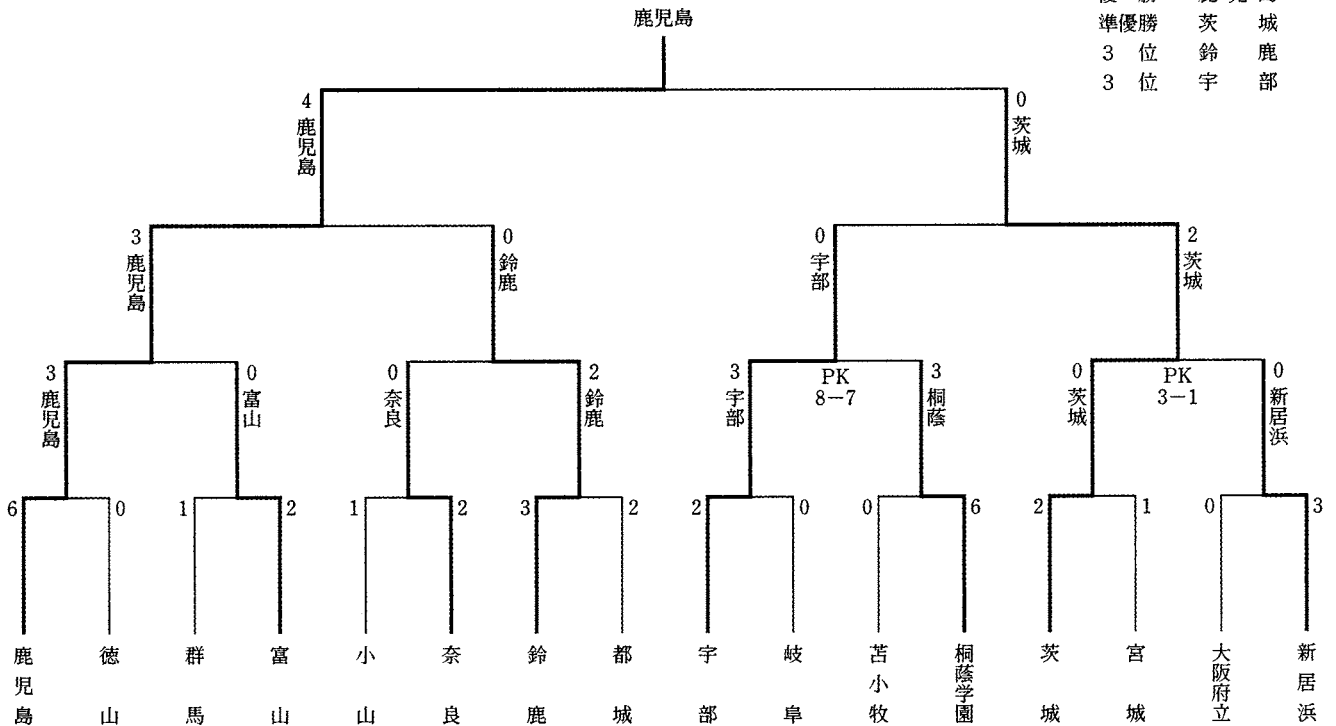 鹿児島
準優勝 茨城
3位 鈴鹿
3位 宇部
4 0
鹿児島 茨城
3 0 0 2
鹿児島 鈴鹿 宇部 茨城
3 0 0 2 3 PK 3 0 PK 0
8-7 3-1
鹿児島 富山 奈良 鈴鹿 宇部 桐蔭 茨城 新居浜
6 0 1 2 1 2 3 2 2 0 0 6 2 1 0 3
鹿児島 徳山 群馬 富山 小山 奈良 鈴鹿 都城 宇部 岐阜 苫小牧 桐蔭学園 茨城 宮城 大阪府立 新居浜